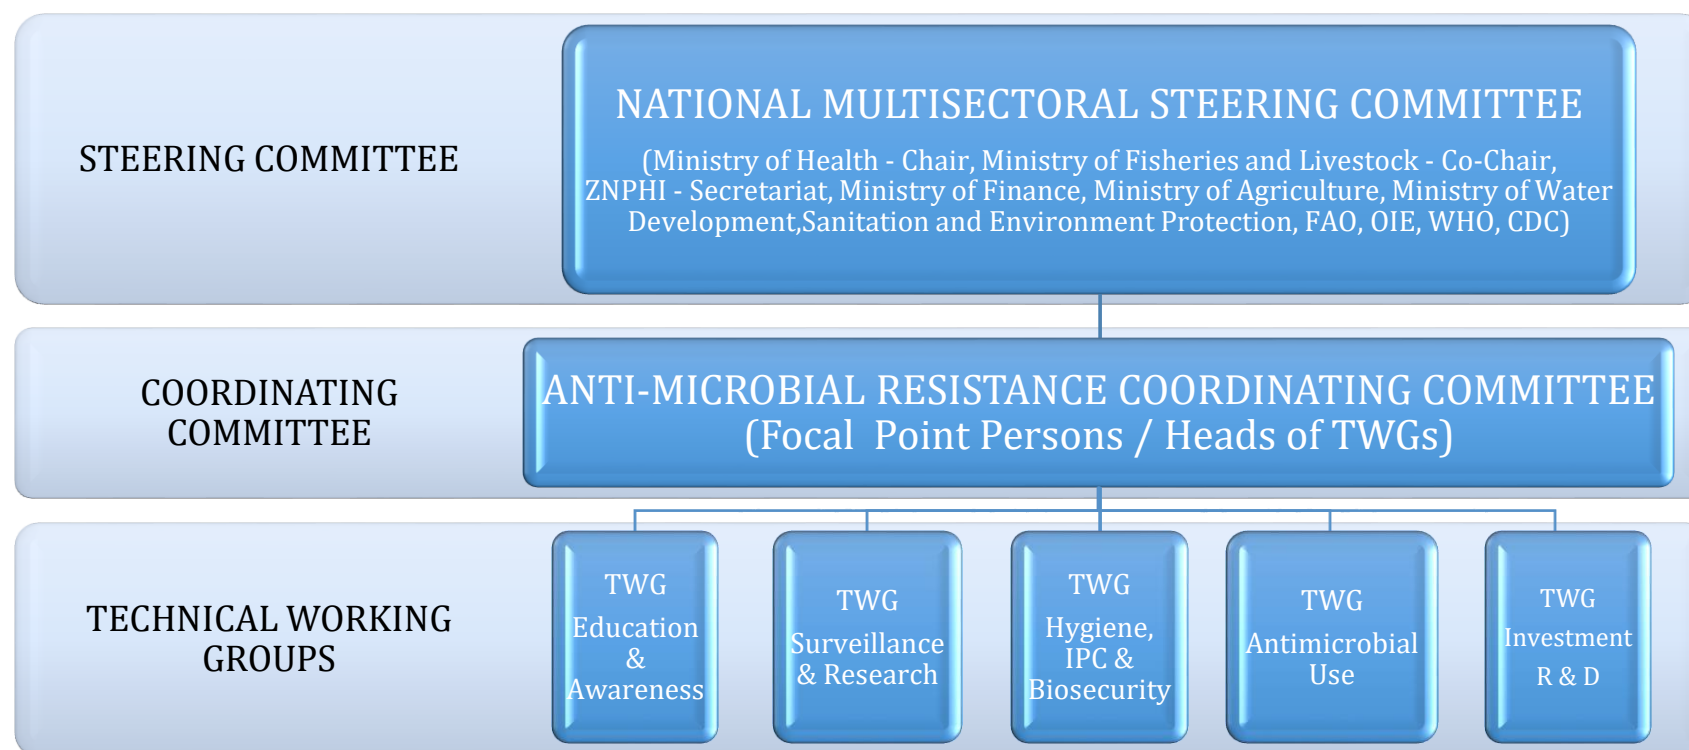 STEERING COMMITTEE
NATIONAL MULTISECTORAL STEERING COMMITTEE
(Ministry of Health - Chair, Ministry of Fisheries and Livestock - Co-Chair,
ZNPHI - Secretariat, Ministry of Finance, Ministry of Agriculture, Ministry of Water
Development,Sanitation and Environment Protection, FAO, OIE, WHO, CDC)
COORDINATING
COMMITTEE
ANTI-MICROBIAL RESISTANCE COORDINATING COMMITTEE
(Focal Point Persons / Heads of TWGs)
TECHNICAL WORKING
GROUPS
TWG
Education
&
Awareness
TWG
Surveillance
& Research
TWG
Hygiene,
IPC &
Biosecurity
TWG
Antimicrobial
Use
TWG
Investment
R & D